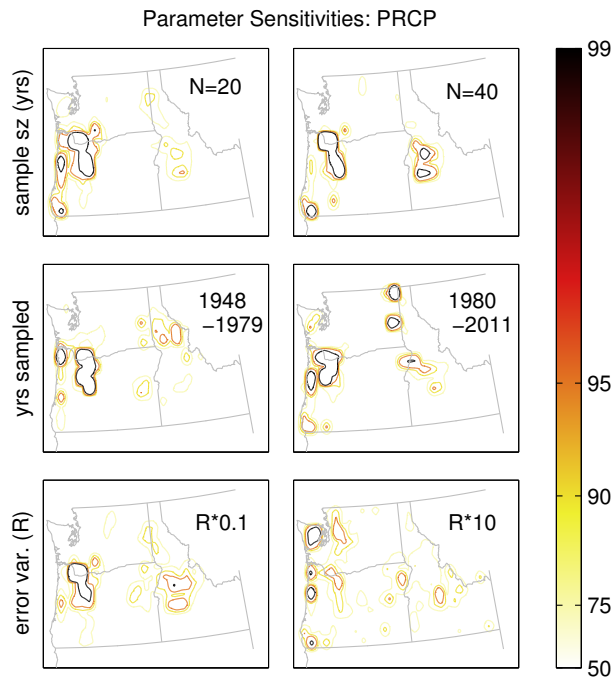 Parameter Sensitivities: PRCP
sample sz (yrs)
N=20
N=40
yrs sampled
1948
−1979
1980
−2011
error var. (R)
R*0.1
R*10
99
95
90
75
50